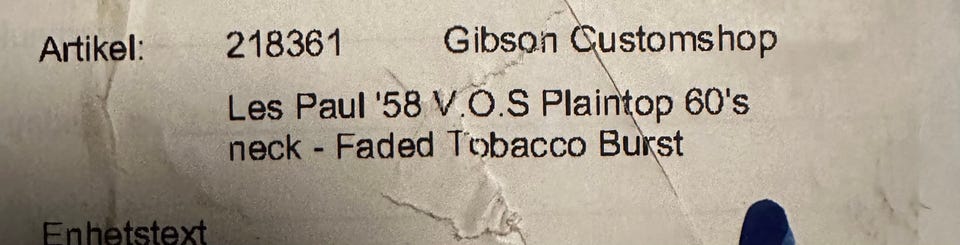 Artikel: 218361 Gibson Customshop
Les Paul '58 V.O.S Plaintop 60's
neck - Faded Tobacco Burst
Enhetstext